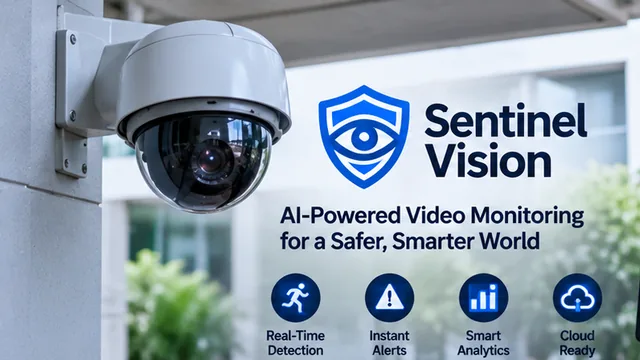 Sentinel
Vision
AI-Powered Video Monitoring
for a Safer, Smarter World
Real-Time
Detection
Instant
Alerts
Smart
Analytics
Cloud
Ready